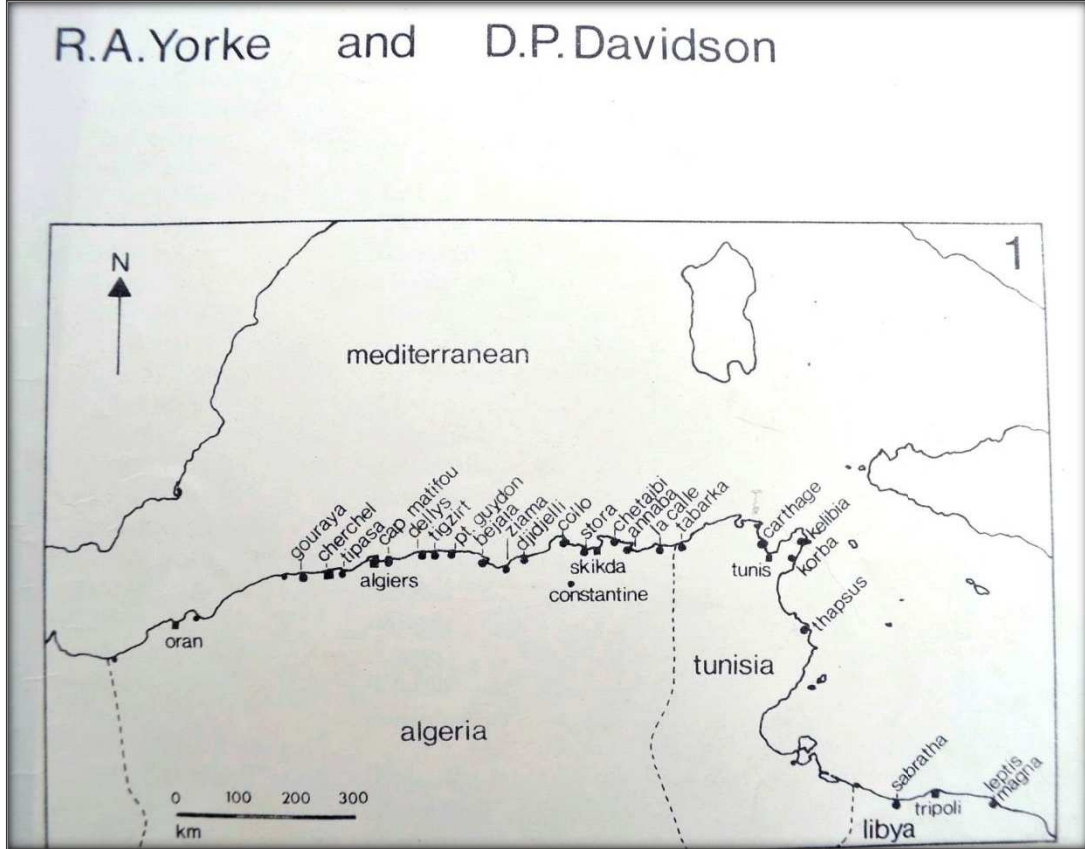 R.A.Yorke and D.P.Davidson
1
N
mediterranean
gouraya
cherchel
tipasa
cap matifou
dellys
tigzirt
pt. guydon
bejaia
ziama
djidjelli
collo
stora
chetaibi
annaba
la calle
tabarka
carthage
kelibia
korba
algiers
skikda
constantine
tunis
thapsus
oran
tunisia
algeria
sabratha
leptis
magna
tripoli
libya
0 100 200 300
km